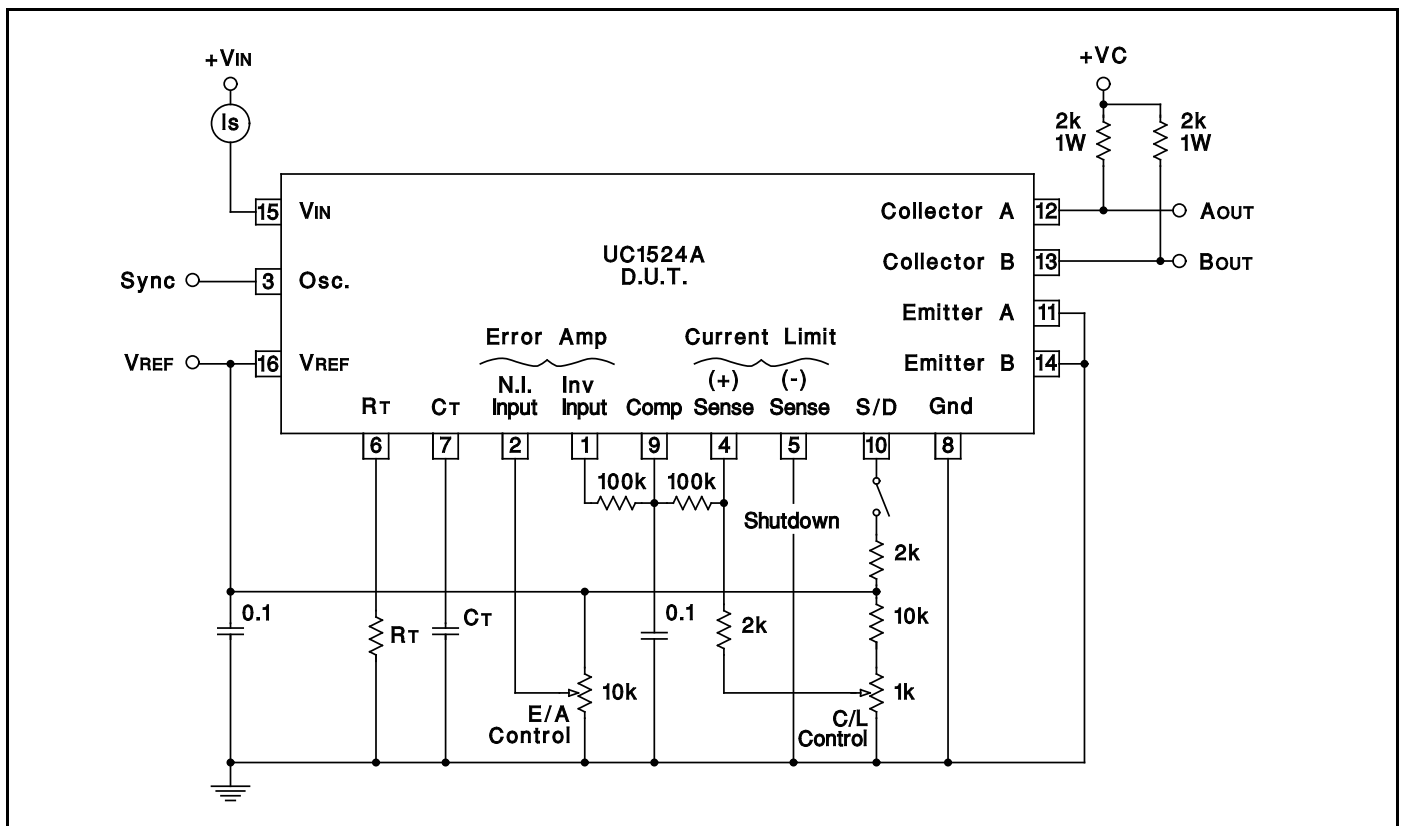 +VIN
Is
+VC
2k
1W
2k
1W
15 VIN
Collector A 12
AOUT
UC1524A
D.U.T.
Sync
3 Osc.
Collector B 13
BOUT
Emitter A 11
Error Amp
Current Limit
VREF
16 VREF
Emitter B 14
(+)
(-)
RT
CT
N.I.
Input
Inv
Input
Comp
Sense
Sense
S/D
Gnd
6
7
2
1
9
4
5
10
8
100k
100k
Shutdown
2k
0.1
RT
CT
0.1
2k
10k
10k
1k
E/A
Control
C/L
Control